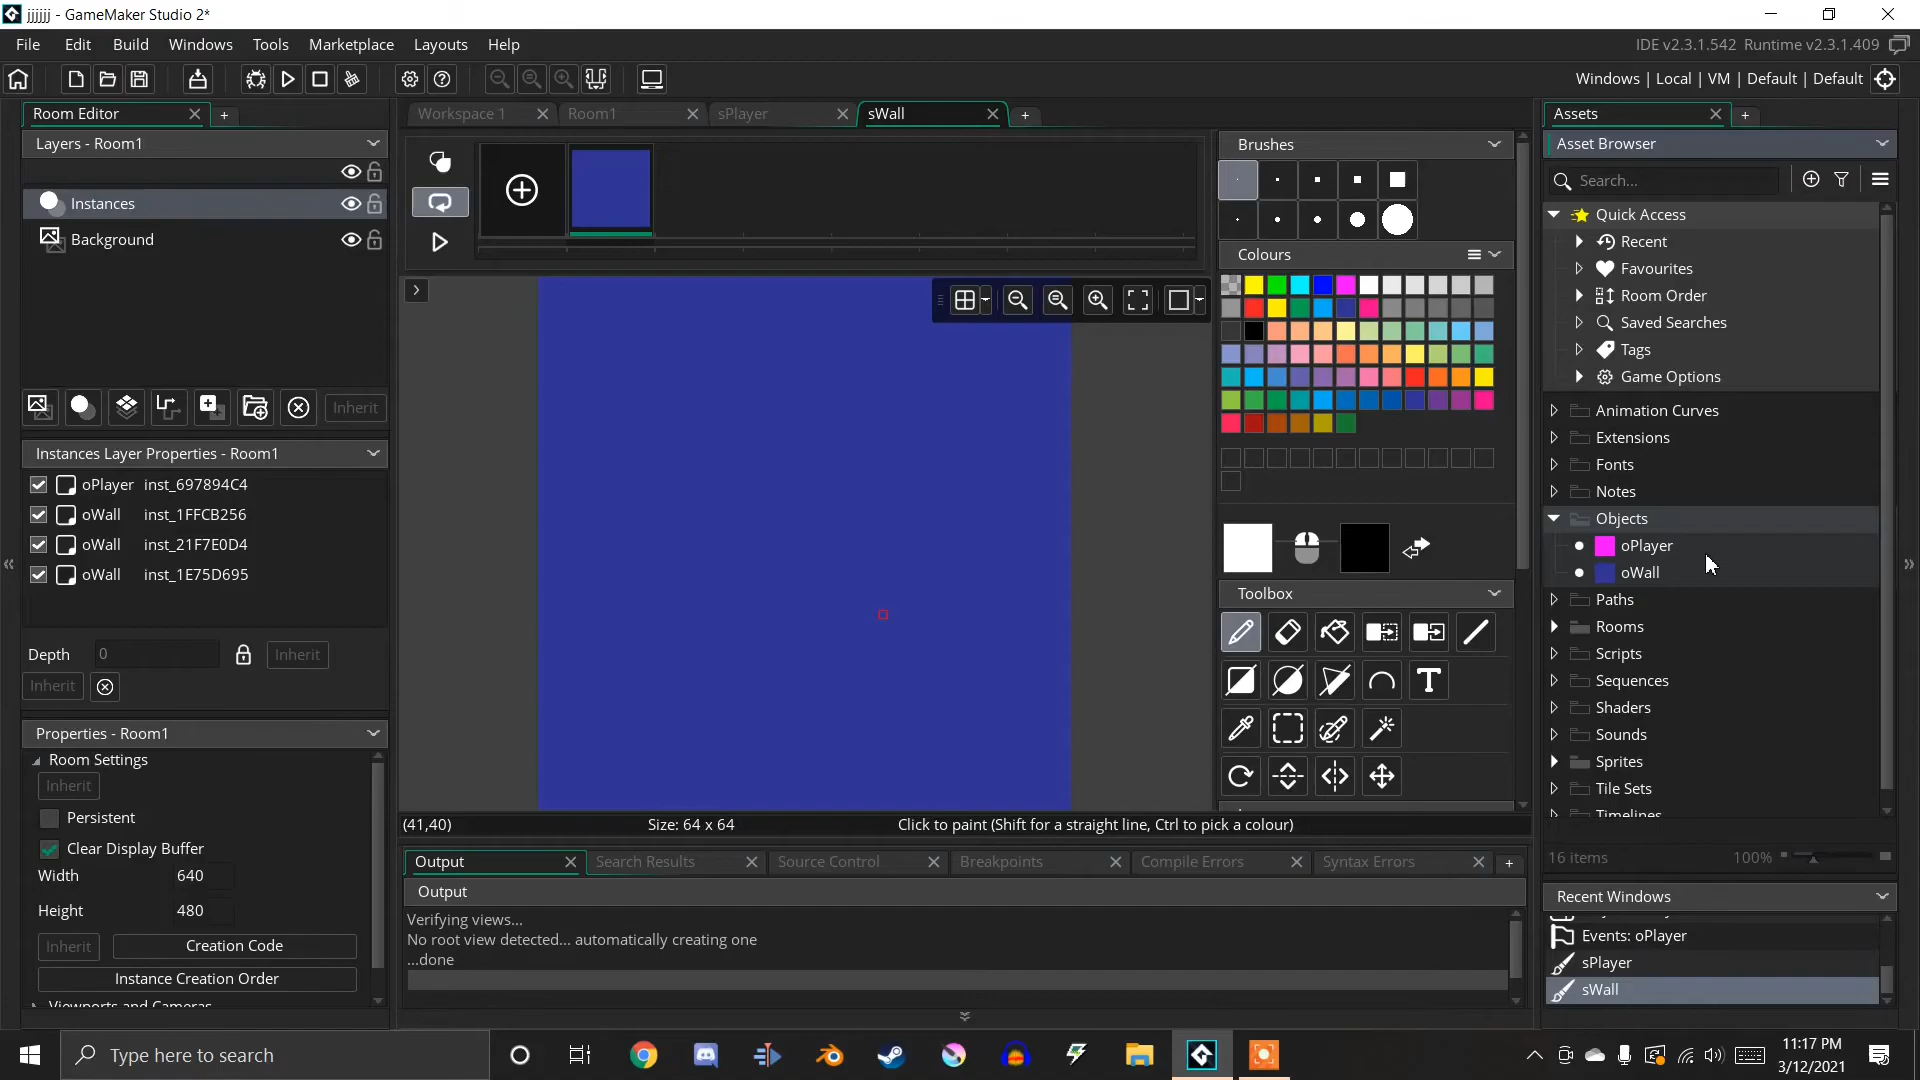 jjjjjj - GameMaker Studio 2*
File Edit Build Windows Tools Marketplace Layouts Help
IDE v2.3.1.542 Runtime v2.3.1.409
Windows | Local | VM | Default | Default
Room Editor
Layers - Room1
Instances
Background
Inherit
Instances Layer Properties - Room1
oPlayer inst_697894C4
oWall inst_1FFCB256
oWall inst_21F7E0D4
oWall inst_1E75D695
Depth 0 Inherit
Inherit
Properties - Room1
Room Settings
Inherit
Persistent
Clear Display Buffer
Width 640
Height 480
Inherit Creation Code
Instance Creation Order
Viewports and Cameras
Workspace 1 Room1 sPlayer sWall
(41,40) Size: 64 x 64 Click to paint (Shift for a straight line, Ctrl to pick a colour)
Brushes
Colours
Toolbox
Output Search Results Source Control Breakpoints Compile Errors Syntax Errors
Output
Verifying views...
No root view detected... automatically creating one
...done
Assets
Asset Browser
Search...
Quick Access
Recent
Favourites
Room Order
Saved Searches
Tags
Game Options
Animation Curves
Extensions
Fonts
Notes
Objects
oPlayer
oWall
Paths
Rooms
Scripts
Sequences
Shaders
Sounds
Sprites
Tile Sets
Timelines
16 items 100%
Recent Windows
Events: oPlayer
sPlayer
sWall
Type here to search
11:17 PM
3/12/2021